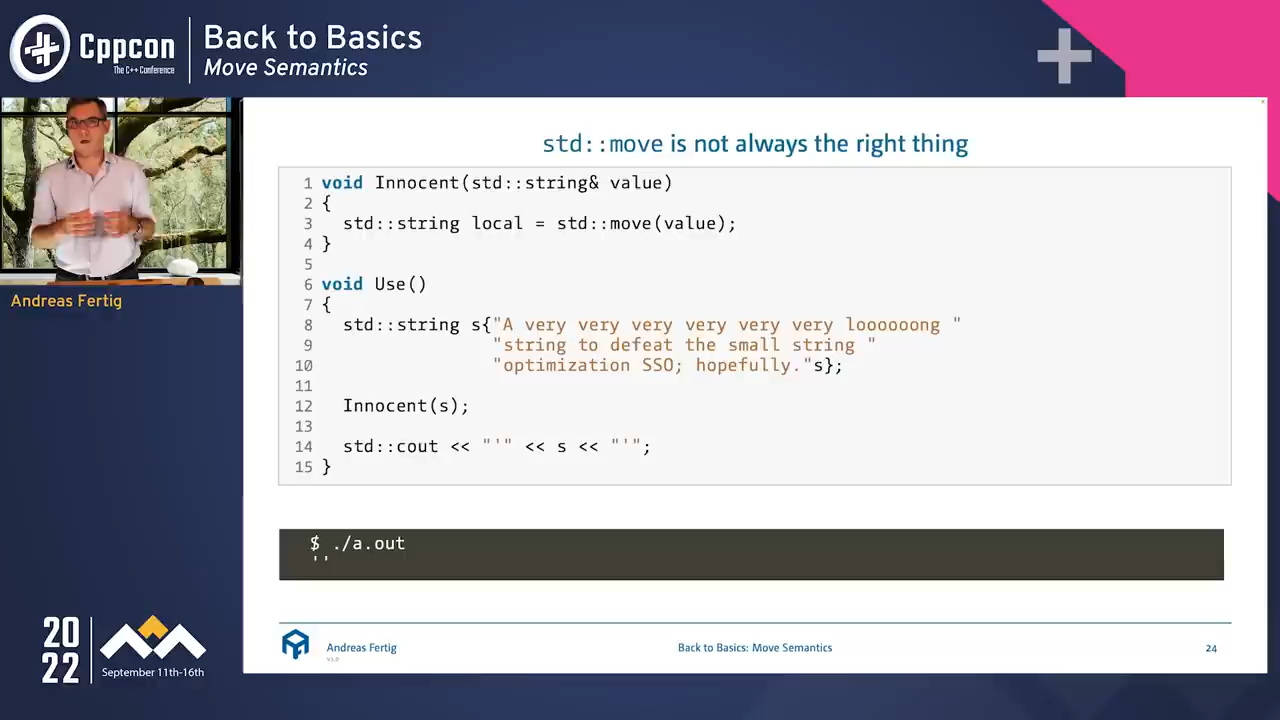 Cppcon
The C++ Conference
Back to Basics
Move Semantics
Andreas Fertig
std::move is not always the right thing
1 void Innocent(std::string& value)
2 {
3   std::string local = std::move(value);
4 }
5
6 void Use()
7 {
8   std::string s{"A very very very very very very loooooong "
9                 "string to defeat the small string "
10                 "optimization SSO; hopefully."s};
11
12   Innocent(s);
13
14   std::cout << "'" << s << "'";
15 }
$ ./a.out
''
Andreas Fertig
v1.0
Back to Basics: Move Semantics
24
20
22
September 11th-16th